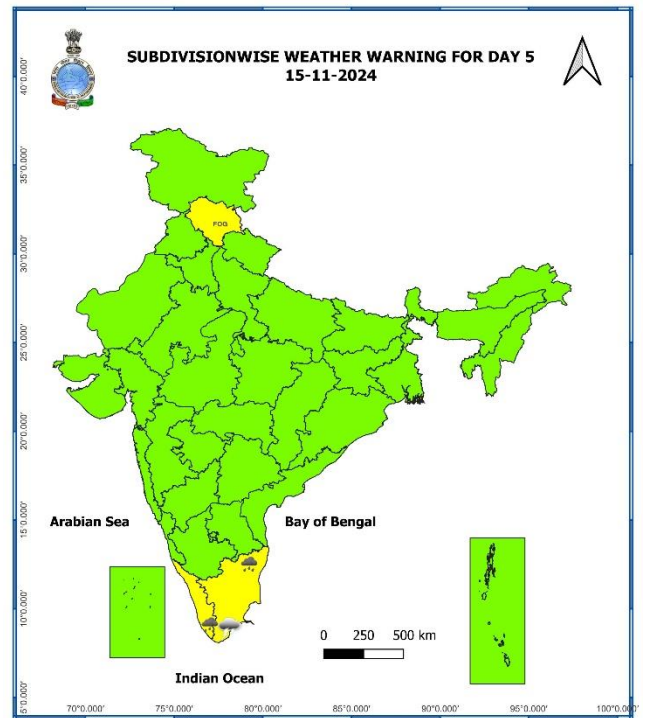 SUBDIVISIONWISE WEATHER WARNING FOR DAY 5
15-11-2024
40°0.000'
35°0.000'
FOG
30°0.000'
25°0.000'
20°0.000'
Arabian Sea
Bay of Bengal
15°0.000'
10°0.000'
0 250 500 km
Indian Ocean
5°0.000'
70°0.000' 75°0.000' 80°0.000' 85°0.000' 90°0.000' 95°0.000' 100°0.000'